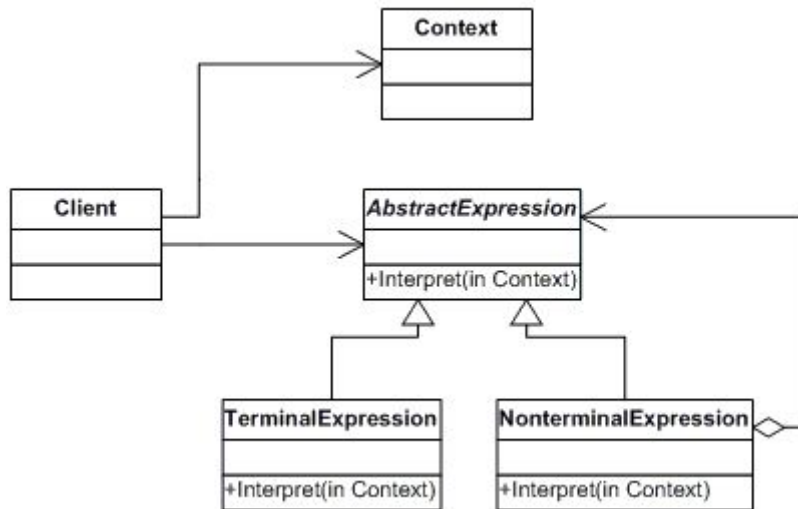 Context
Client
AbstractExpression
+Interpret(in Context)
TerminalExpression
NonterminalExpression
+Interpret(in Context)
+Interpret(in Context)